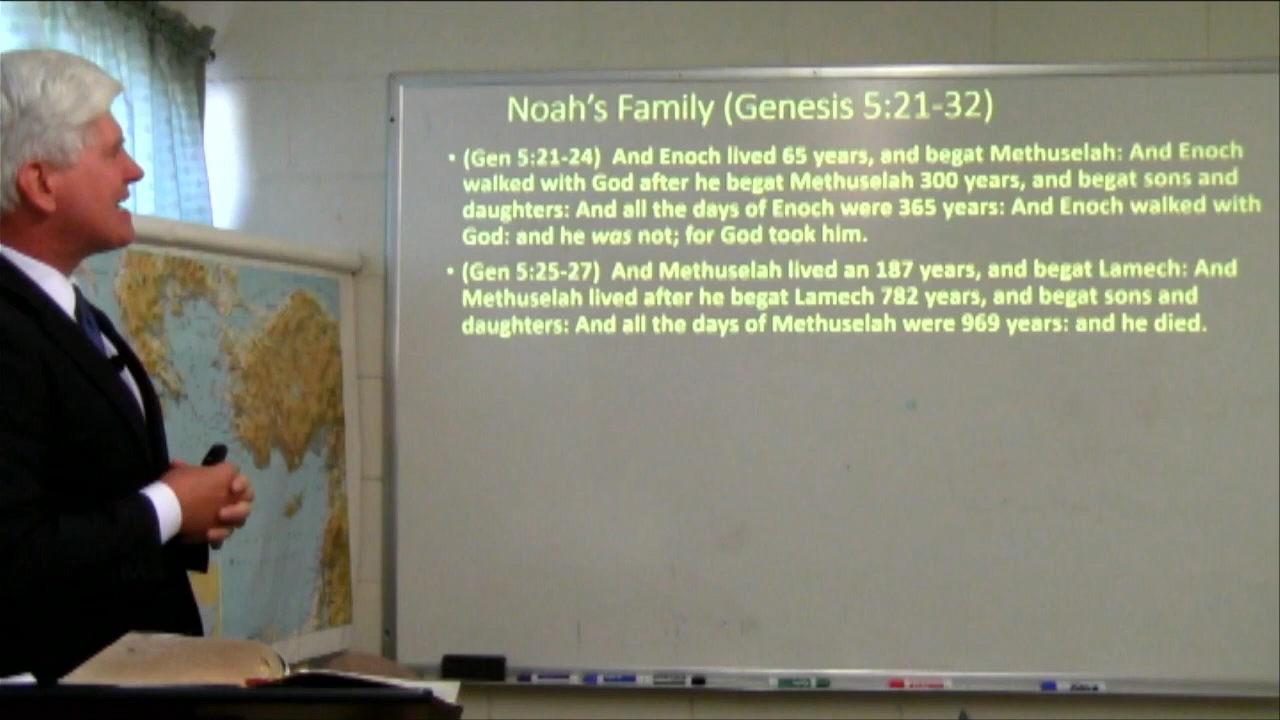 Noah's Family (Genesis 5:21-32)
• (Gen 5:21-24) And Enoch lived 65 years, and begat Methuselah: And Enoch
walked with God after he begat Methuselah 300 years, and begat sons and
daughters: And all the days of Enoch were 365 years: And Enoch walked with
God: and he was not; for God took him.
• (Gen 5:25-27) And Methuselah lived an 187 years, and begat Lamech: And
Methuselah lived after he begat Lamech 782 years, and begat sons and
daughters: And all the days of Methuselah were 969 years: and he died.